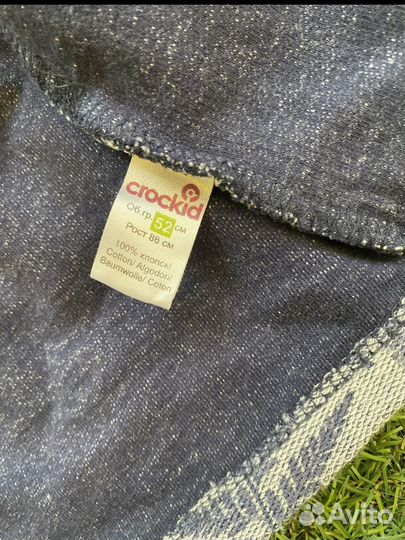 crockid
Об.гр. 52 см
Рост 86 см
100% хлопок/
Cotton/ Algodon/
Baumwolle/ Coton
Avito